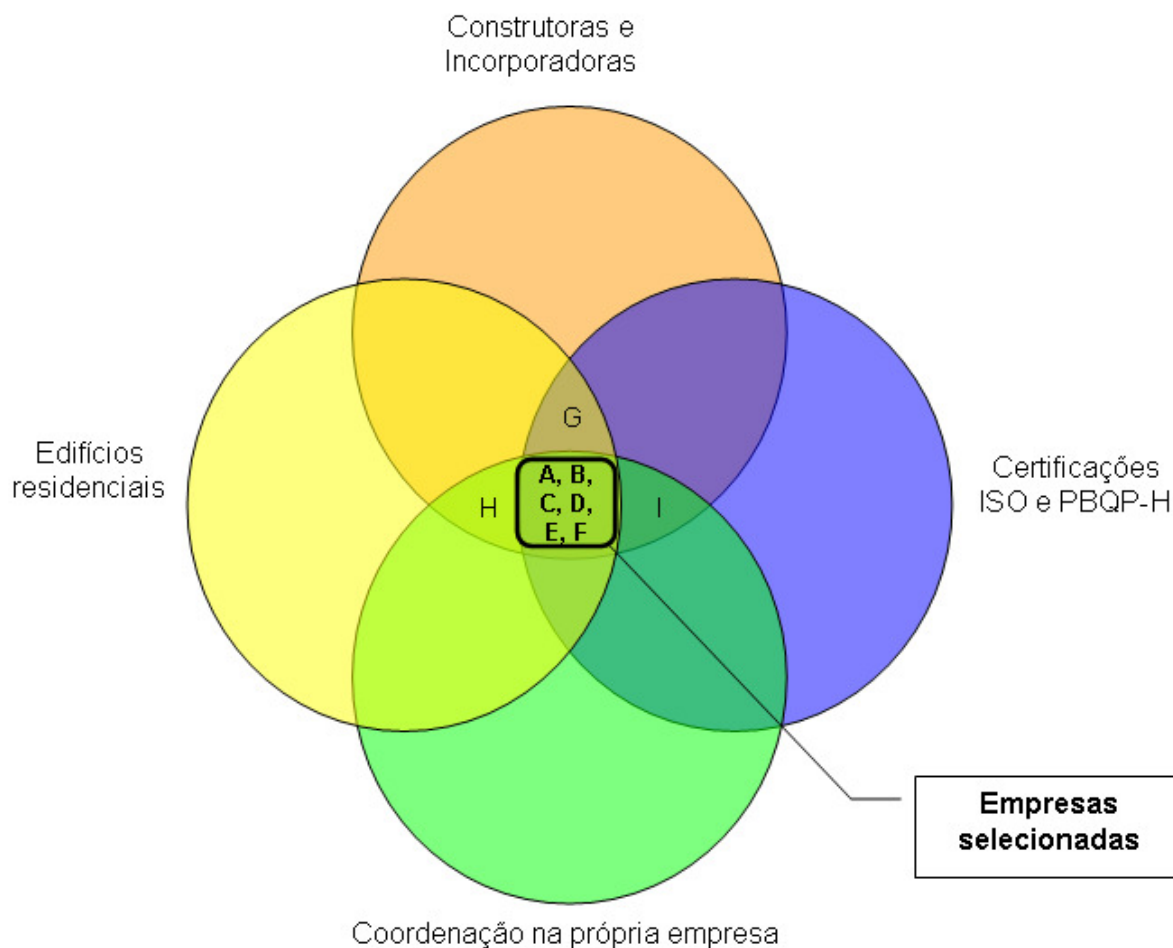 Construtoras e
Incorporadoras
Edifícios
residenciais
G
H
A, B,
C, D,
E, F
I
Certificações
ISO e PBQP-H
Empresas
selecionadas
Coordenação na própria empresa